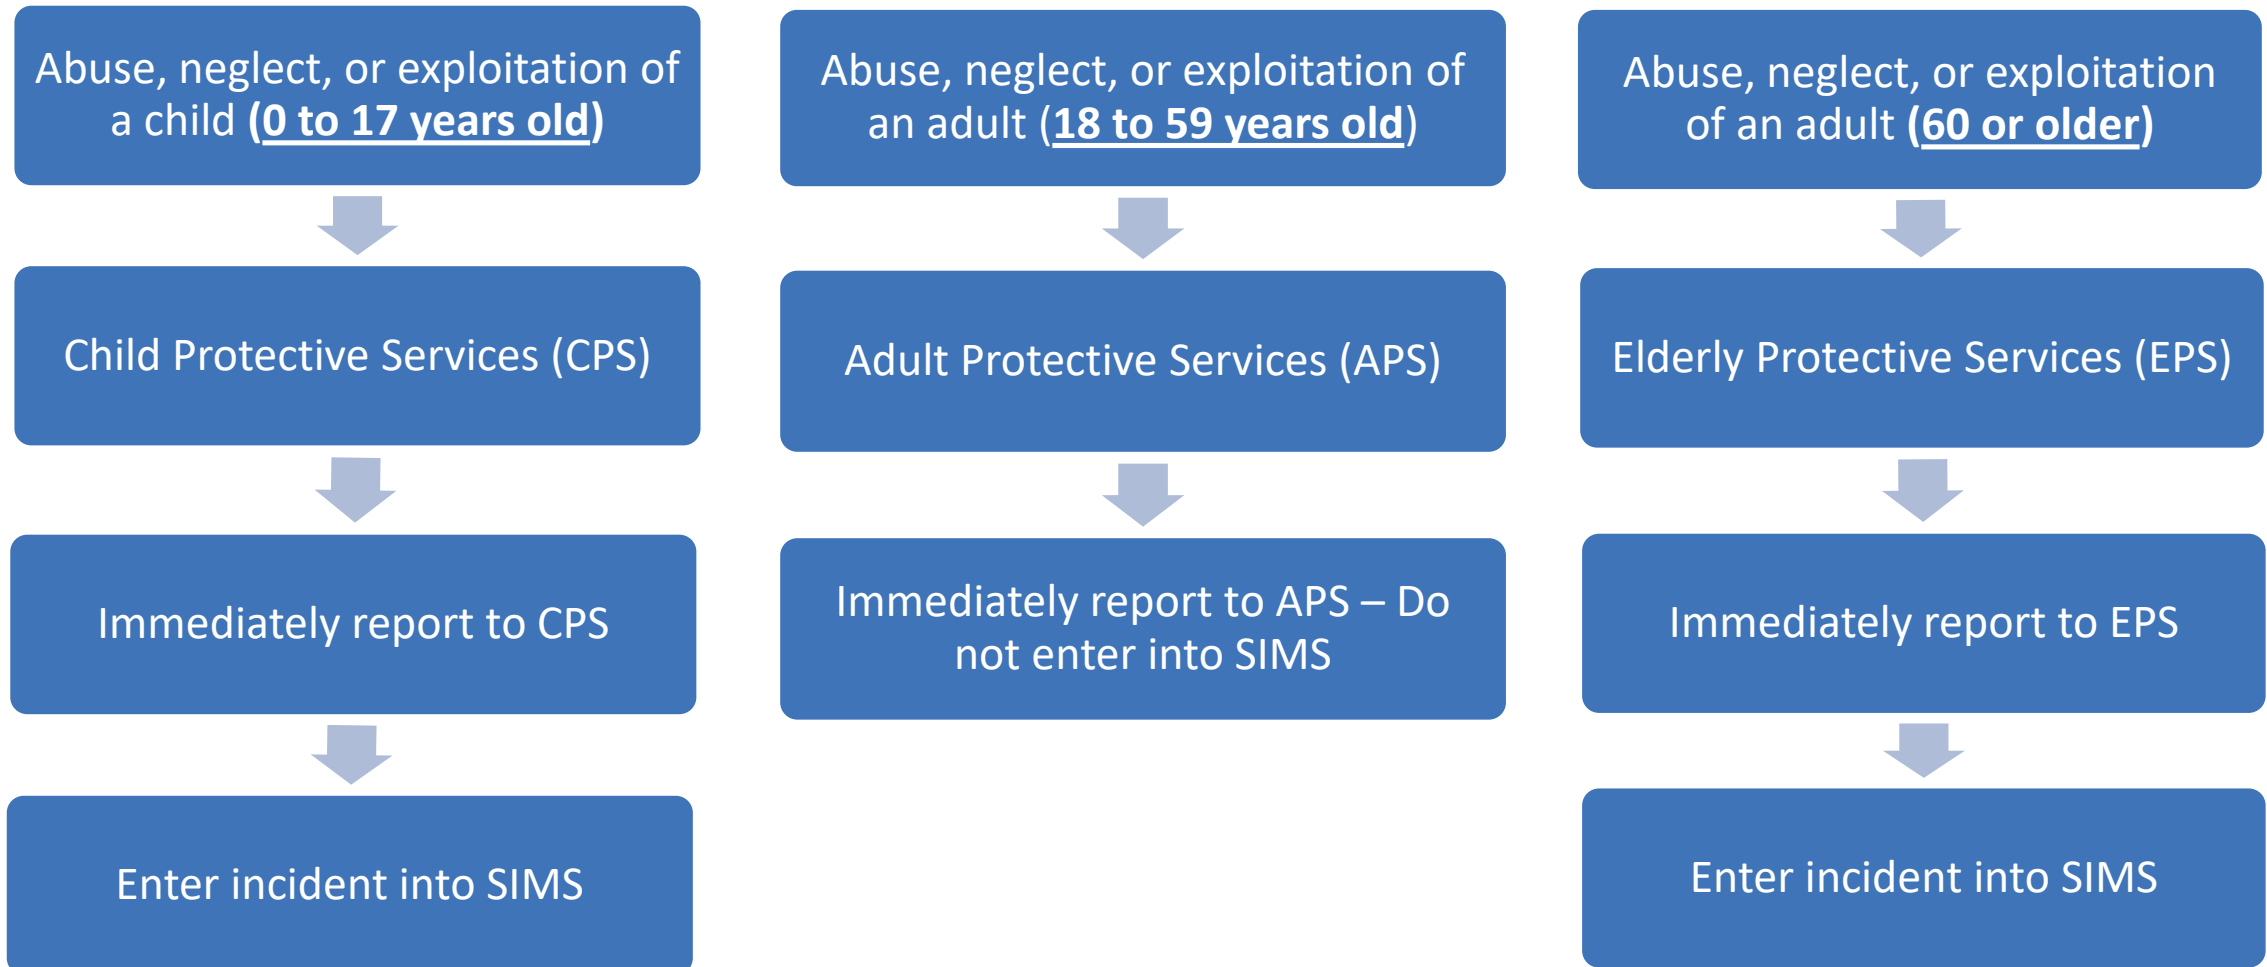 Abuse, neglect, or exploitation of
a child (0 to 17 years old)
Child Protective Services (CPS)
Immediately report to CPS
Enter incident into SIMS
Abuse, neglect, or exploitation of
an adult (18 to 59 years old)
Adult Protective Services (APS)
Immediately report to APS – Do
not enter into SIMS
Abuse, neglect, or exploitation
of an adult (60 or older)
Elderly Protective Services (EPS)
Immediately report to EPS
Enter incident into SIMS